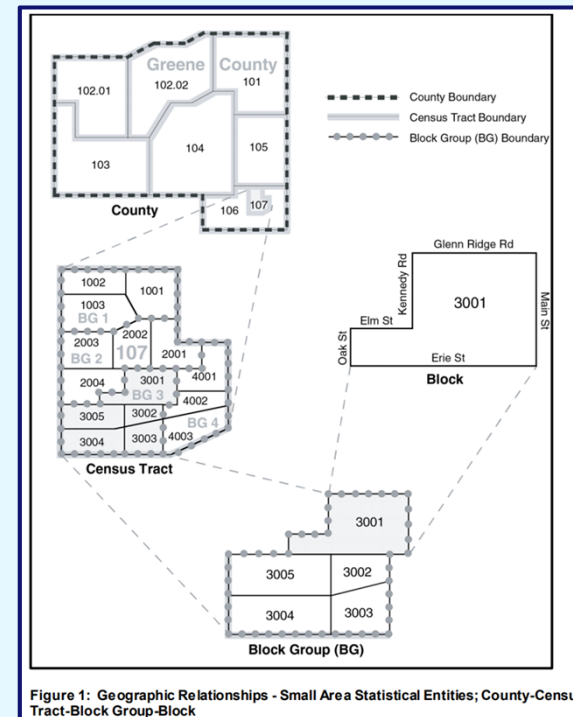 Greene County
102.01
102.02
101
103
104
105
106
107
County
County Boundary
Census Tract Boundary
Block Group (BG) Boundary
1002
1001
1003
BG 1
2003
2002
BG 2
107
2001
2004
3001
BG 3
4001
4002
3005
3002
BG 4
3004
3003
4003
Census Tract
Glenn Ridge Rd
Kennedy Rd
3001
Main St
Elm St
Oak St
Erie St
Block
3001
3005
3002
3004
3003
Block Group (BG)
Figure 1: Geographic Relationships - Small Area Statistical Entities; County-Censu
Tract-Block Group-Block